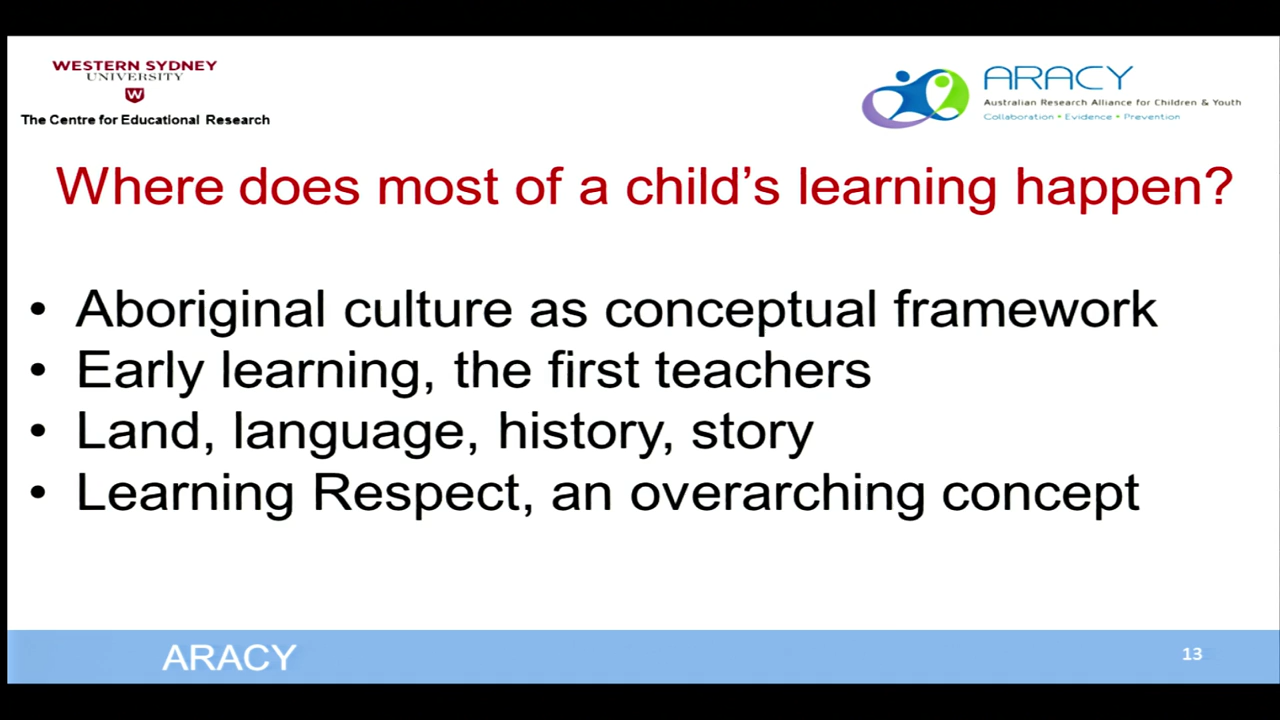 WESTERN SYDNEY
UNIVERSITY
W
The Centre for Educational Research
ARACY
Australian Research Alliance for Children & Youth
Collaboration • Evidence • Prevention
Where does most of a child’s learning happen?
• Aboriginal culture as conceptual framework
• Early learning, the first teachers
• Land, language, history, story
• Learning Respect, an overarching concept
ARACY
13